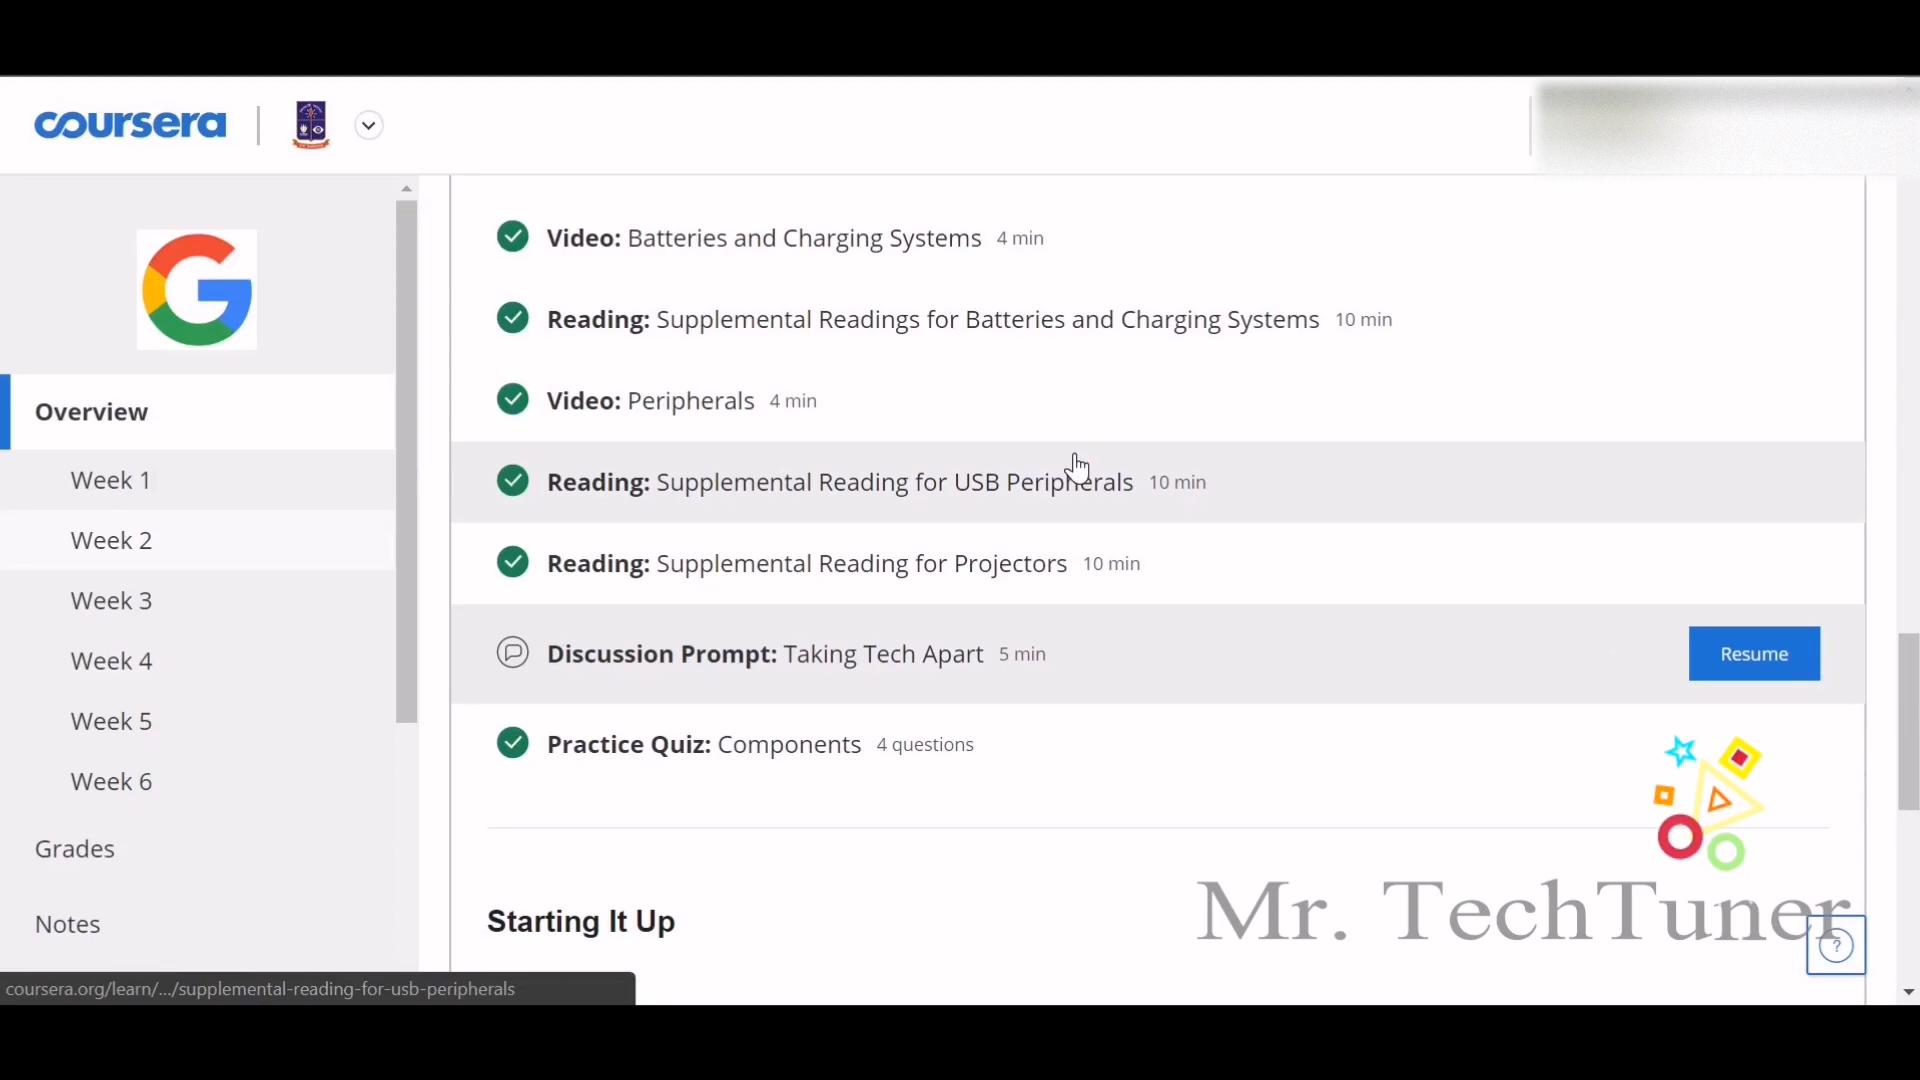 coursera
Video: Batteries and Charging Systems 4 min
Reading: Supplemental Readings for Batteries and Charging Systems 10 min
Video: Peripherals 4 min
Reading: Supplemental Reading for USB Peripherals 10 min
Reading: Supplemental Reading for Projectors 10 min
Discussion Prompt: Taking Tech Apart 5 min
Resume
Practice Quiz: Components 4 questions
Starting It Up
Overview
Week 1
Week 2
Week 3
Week 4
Week 5
Week 6
Grades
Notes
Mr. TechTuner
?
coursera.org/learn/.../supplemental-reading-for-usb-peripherals